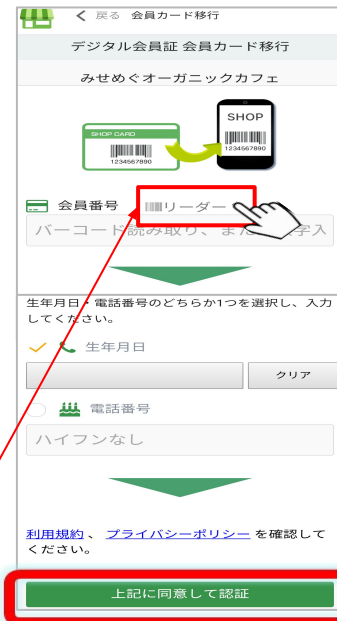 戻る 会員カード移行
デジタル会員証 会員カード移行
みせめぐオーガニックカフェ
SHOP
SHOP CARD
1234567890
1234567890
会員番号 リーダー
バーコード読み取り、また 字入
生年月日・電話番号のどちらか1つを選択し、入力
してください。
生年月日
クリア
電話番号
ハイフンなし
利用規約 、 プライバシーポリシー を確認して
ください。
上記に同意して認証